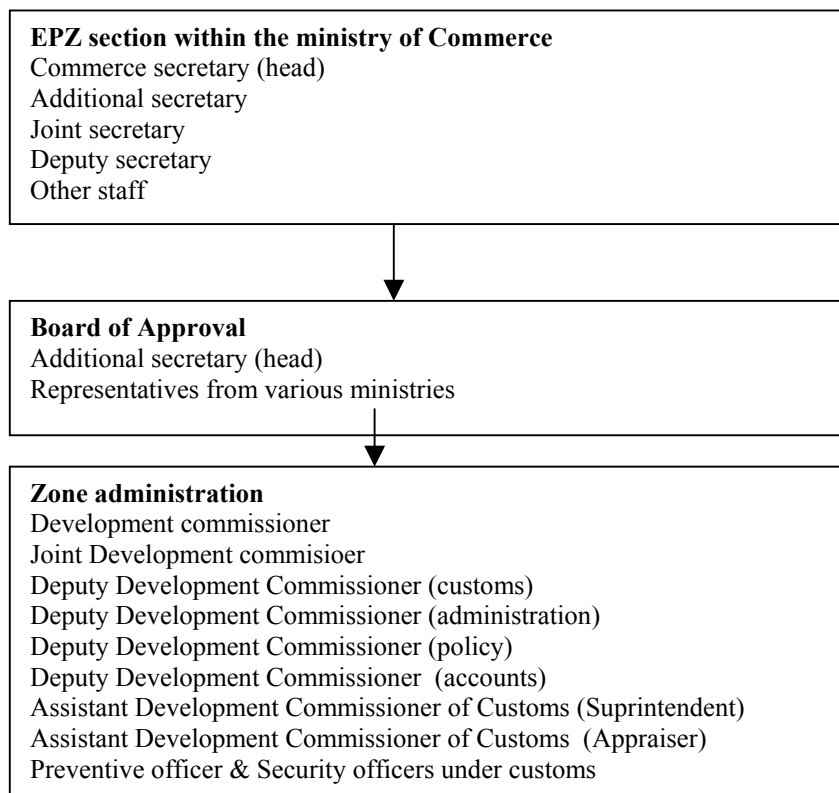 EPZ section within the ministry of Commerce
Commerce secretary (head)
Additional secretary
Joint secretary
Deputy secretary
Other staff
Board of Approval
Additional secretary (head)
Representatives from various ministries
Zone administration
Development commissioner
Joint Development commisioer
Deputy Development Commissioner (customs)
Deputy Development Commissioner (administration)
Deputy Development Commissioner (policy)
Deputy Development Commissioner (accounts)
Assistant Development Commissioner of Customs (Suprintendent)
Assistant Development Commissioner of Customs (Appraiser)
Preventive officer & Security officers under customs